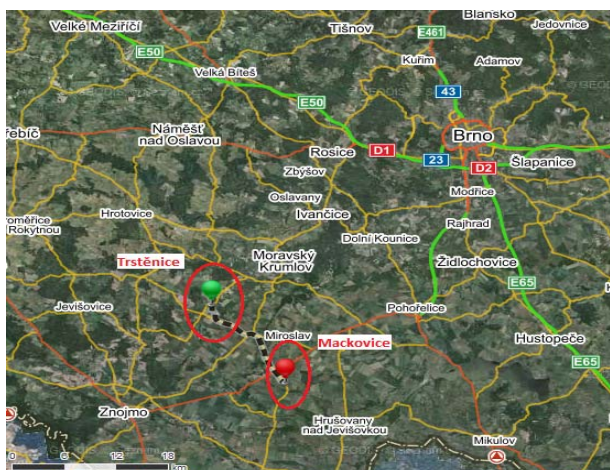 Velké Meziříčí
Tišnov
Blansko
Jedovnice
E50
E461
Kuřim
Adamov
Velká Bíteš
43
E50
Náměšť
nad Oslavou
Brno
D1
Rosice
23
D2
Šlapanice
Zbýšov
Oslavany
Modřice
Hrotovice
Ivančice
Rajhrad
Rokytnou
Dolní Kounice
Trstěnice
Moravský
Krumlov
Židlochovice
Jevišovice
Pohořelice
E65
Miroslav
Mackovice
Hustopeče
E65
Znojmo
Hrušovany
nad Jevišovkou
Mikulov
0 6 12 18
km